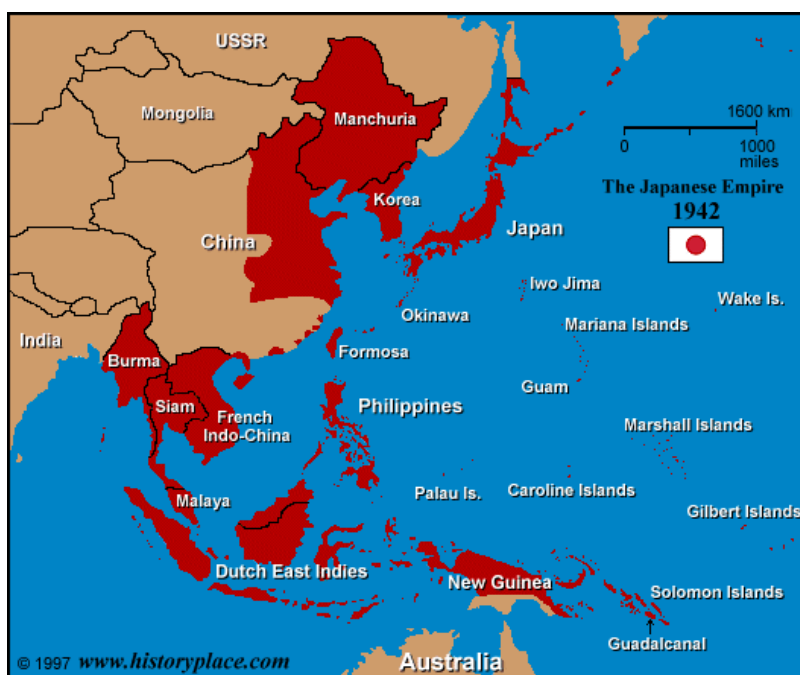 USSR
Mongolia
Manchuria
1600 km
0
1000
miles
The Japanese Empire
1942
Korea
China
Japan
Iwo Jima
Wake Is.
Okinawa
Mariana Islands
India
Burma
Formosa
Guam
Siam
French
Indo-China
Philippines
Marshall Islands
Malaya
Palau Is.
Caroline Islands
Gilbert Islands
Dutch East Indies
New Guinea
Solomon Islands
Guadalcanal
© 1997 www.historyplace.com
Australia